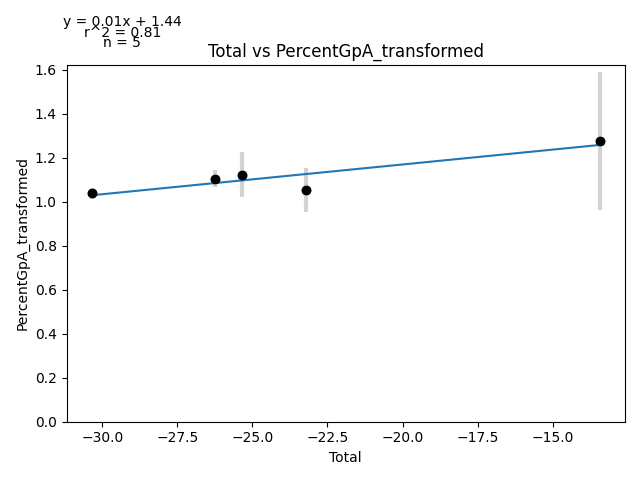 y = 0.01x + 1.44
r^2 = 0.81
n = 5
Total vs PercentGpA_transformed
1.6
1.4
1.2
1.0
0.8
0.6
0.4
0.2
0.0
PercentGpA_transformed
−30.0 −27.5 −25.0 −22.5 −20.0 −17.5 −15.0
Total